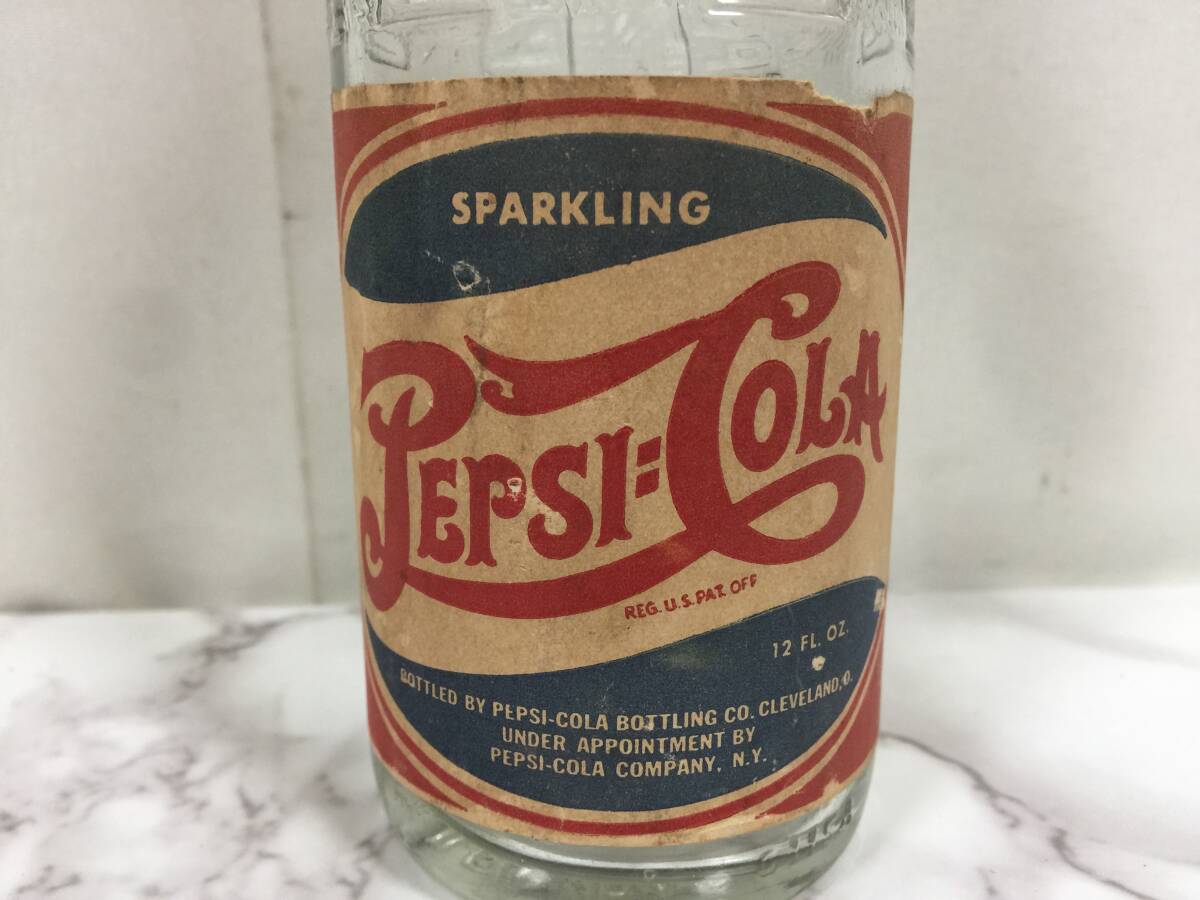 SPARKLING
PEPSI=COLA
REG. U.S. PAT. OFF
12 FL. OZ.
BOTTLED BY PEPSI-COLA BOTTLING CO. CLEVELAND, O.
UNDER APPOINTMENT BY
PEPSI-COLA COMPANY, N.Y.